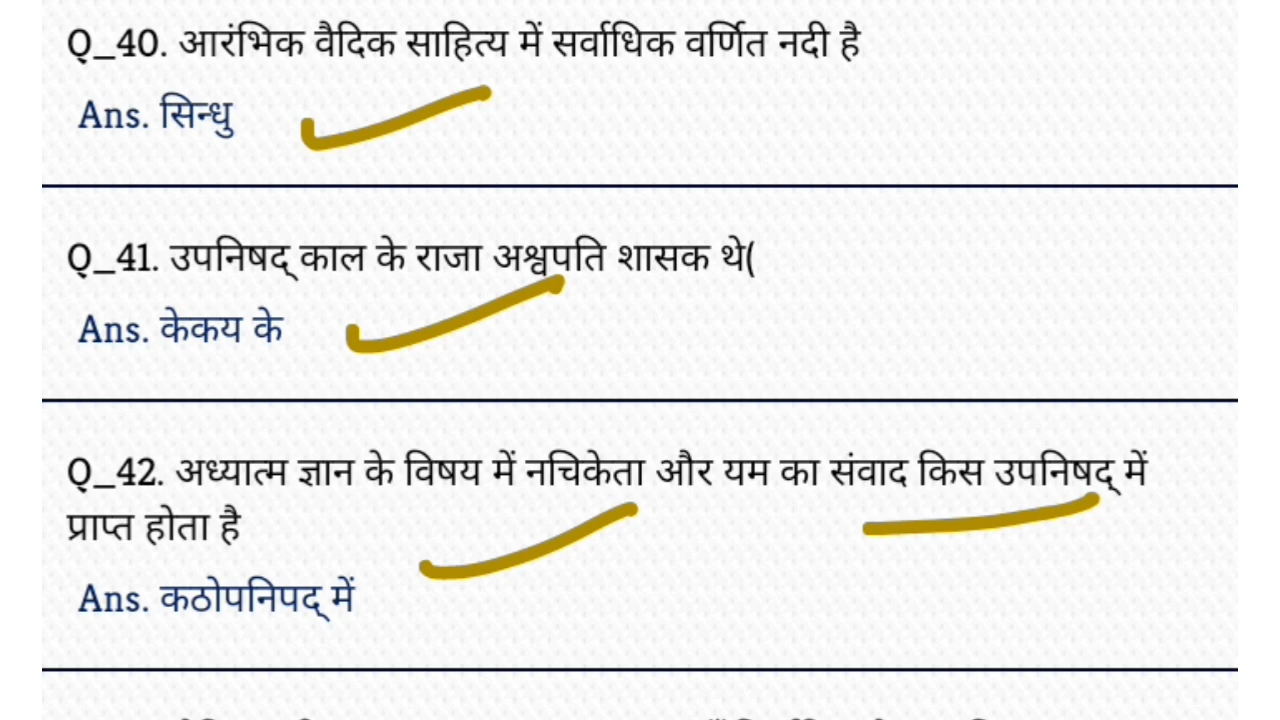 Q_40. आरंभिक वैदिक साहित्य में सर्वाधिक वर्णित नदी है
Ans. सिन्धु
Q_41. उपनिषद् काल के राजा अश्वपति शासक थे(
Ans. केकय के
Q_42. अध्यात्म ज्ञान के विषय में नचिकेता और यम का संवाद किस उपनिषद् में
प्राप्त होता है
Ans. कठोपनिपद् में